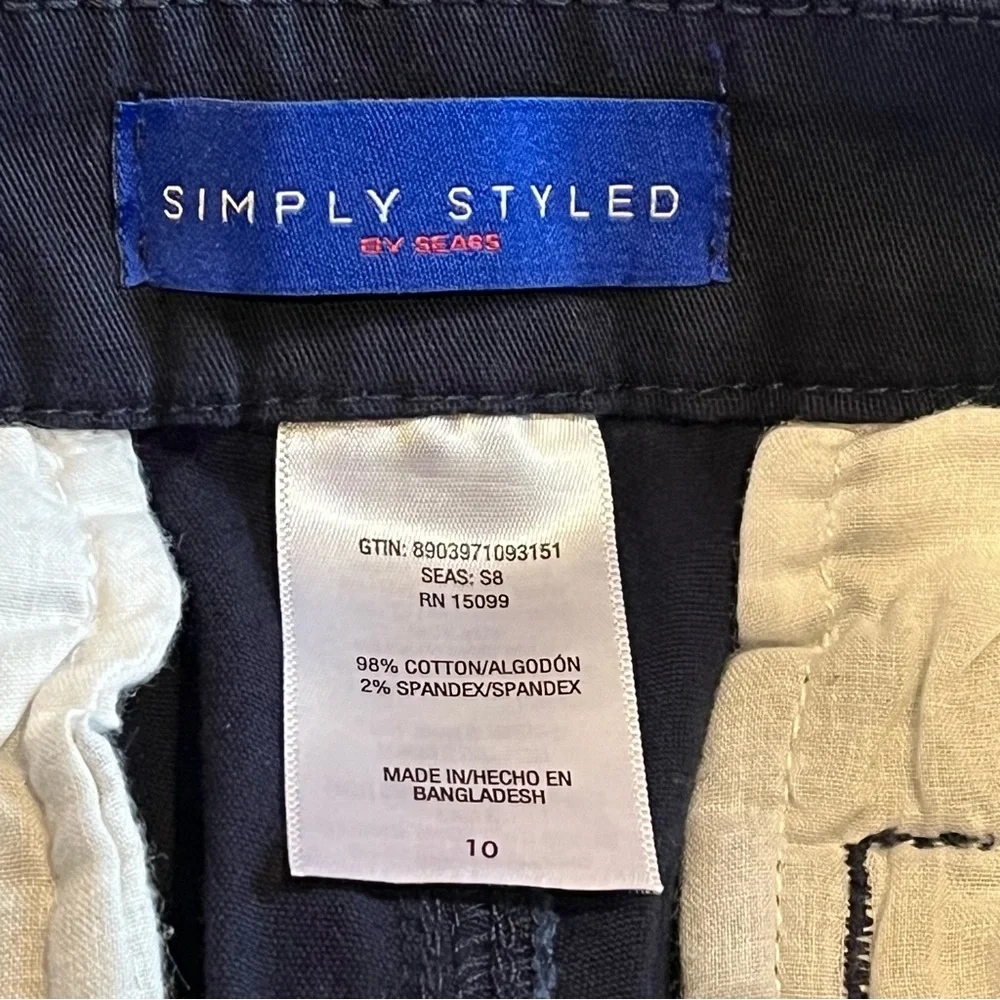 SIMPLY STYLED
BY SEARS
GTIN: 8903971093151
SEAS: S8
RN 15099
98% COTTON/ALGODÓN
2% SPANDEX/SPANDEX
MADE IN/HECHO EN
BANGLADESH
10